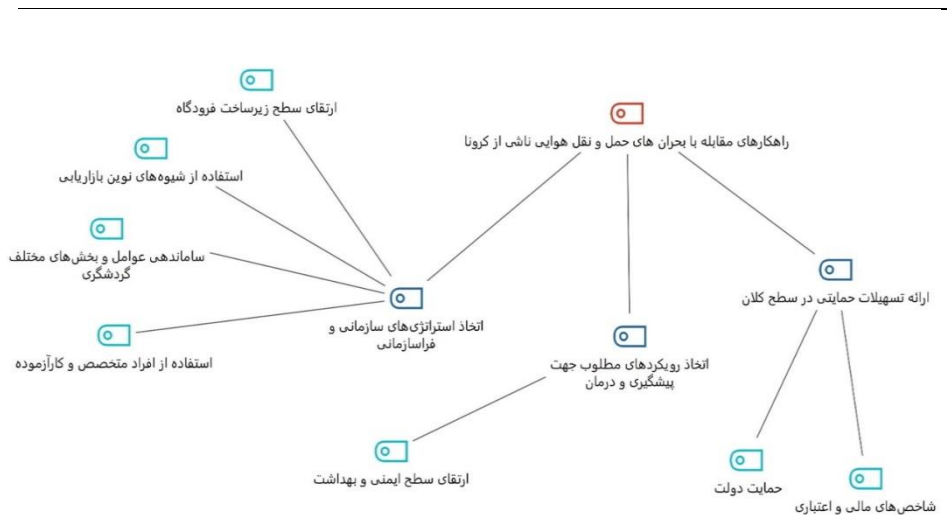 ارتقای سطح زیرساخت فرودگاه
راهکارهای مقابله با بحران های حمل و نقل هوایی ناشی از کرونا
استفاده از شیوه‌های نوین بازاریابی
ساماندهی عوامل و بخش‌های مختلف
گردشگری
ارائه تسهیلات حمایتی در سطح کلان
اتخاذ استراتژی‌های سازمانی و
فراسازمانی
استفاده از افراد متخصص و کارآزموده
اتخاذ رویکردهای مطلوب جهت
پیشگیری و درمان
ارتقای سطح ایمنی و بهداشت
حمایت دولت
شاخص‌های مالی و اعتباری